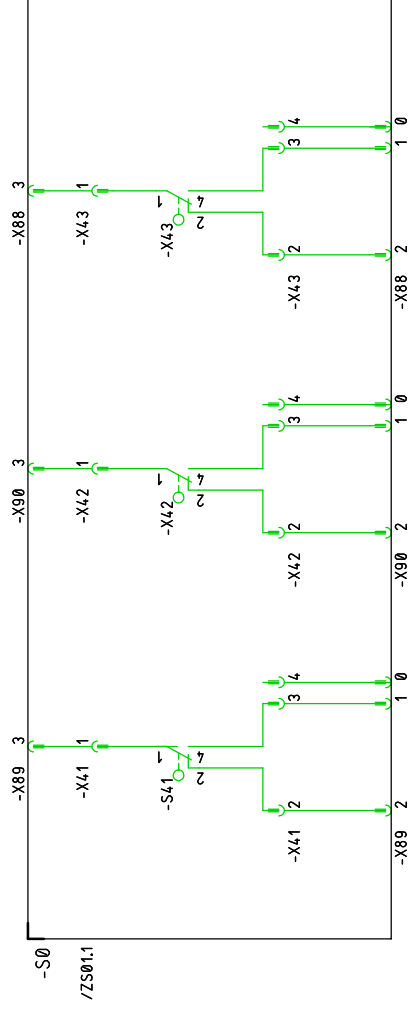 -X89 3 -X90 3 -X88 3
-S0
/ZS01.1 -X41 1 -X42 1 -X43 1
-S41 1 -X42 1 -X43 1
2 4 2 4 2 4
-X41 2 3 4 -X42 2 3 4 -X43 2 3 4
-X89 2 1 0 -X90 2 1 0 -X88 2 1 0